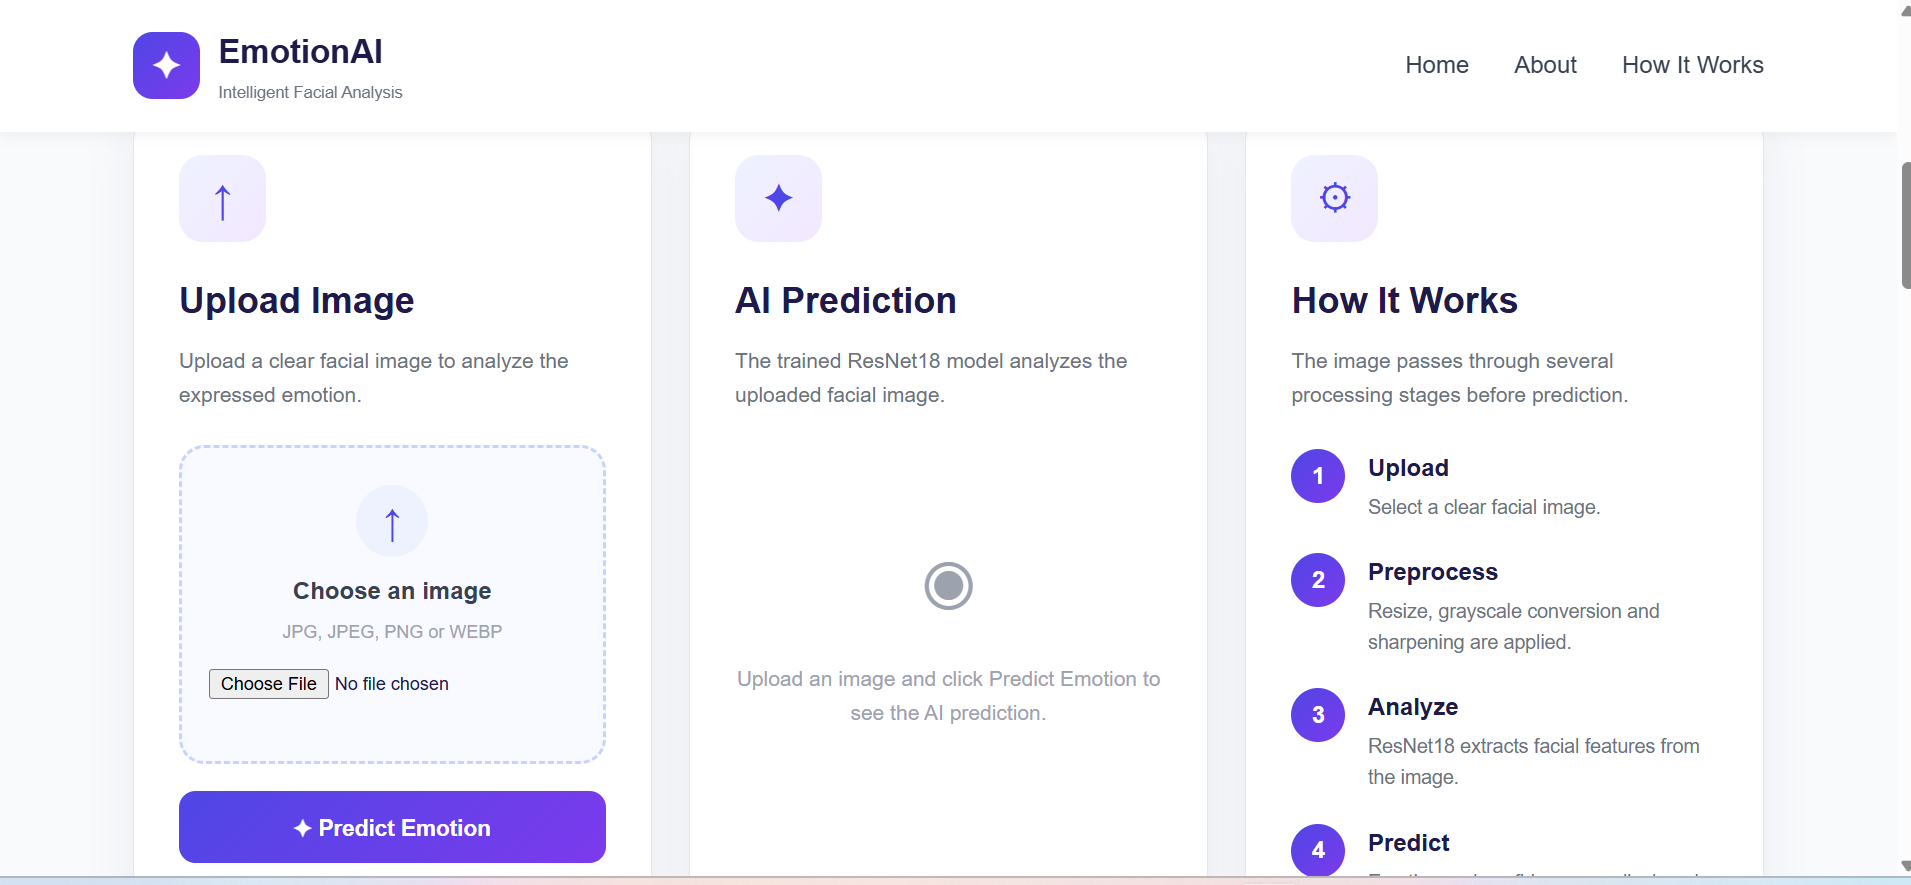 EmotionAI
Intelligent Facial Analysis
Home
About
How It Works
Upload Image
Upload a clear facial image to analyze the
expressed emotion.
Choose an image
JPG, JPEG, PNG or WEBP
Choose File No file chosen
Predict Emotion
AI Prediction
The trained ResNet18 model analyzes the
uploaded facial image.
Upload an image and click Predict Emotion to
see the AI prediction.
How It Works
The image passes through several
processing stages before prediction.
1
Upload
Select a clear facial image.
2
Preprocess
Resize, grayscale conversion and
sharpening are applied.
3
Analyze
ResNet18 extracts facial features from
the image.
4
Predict